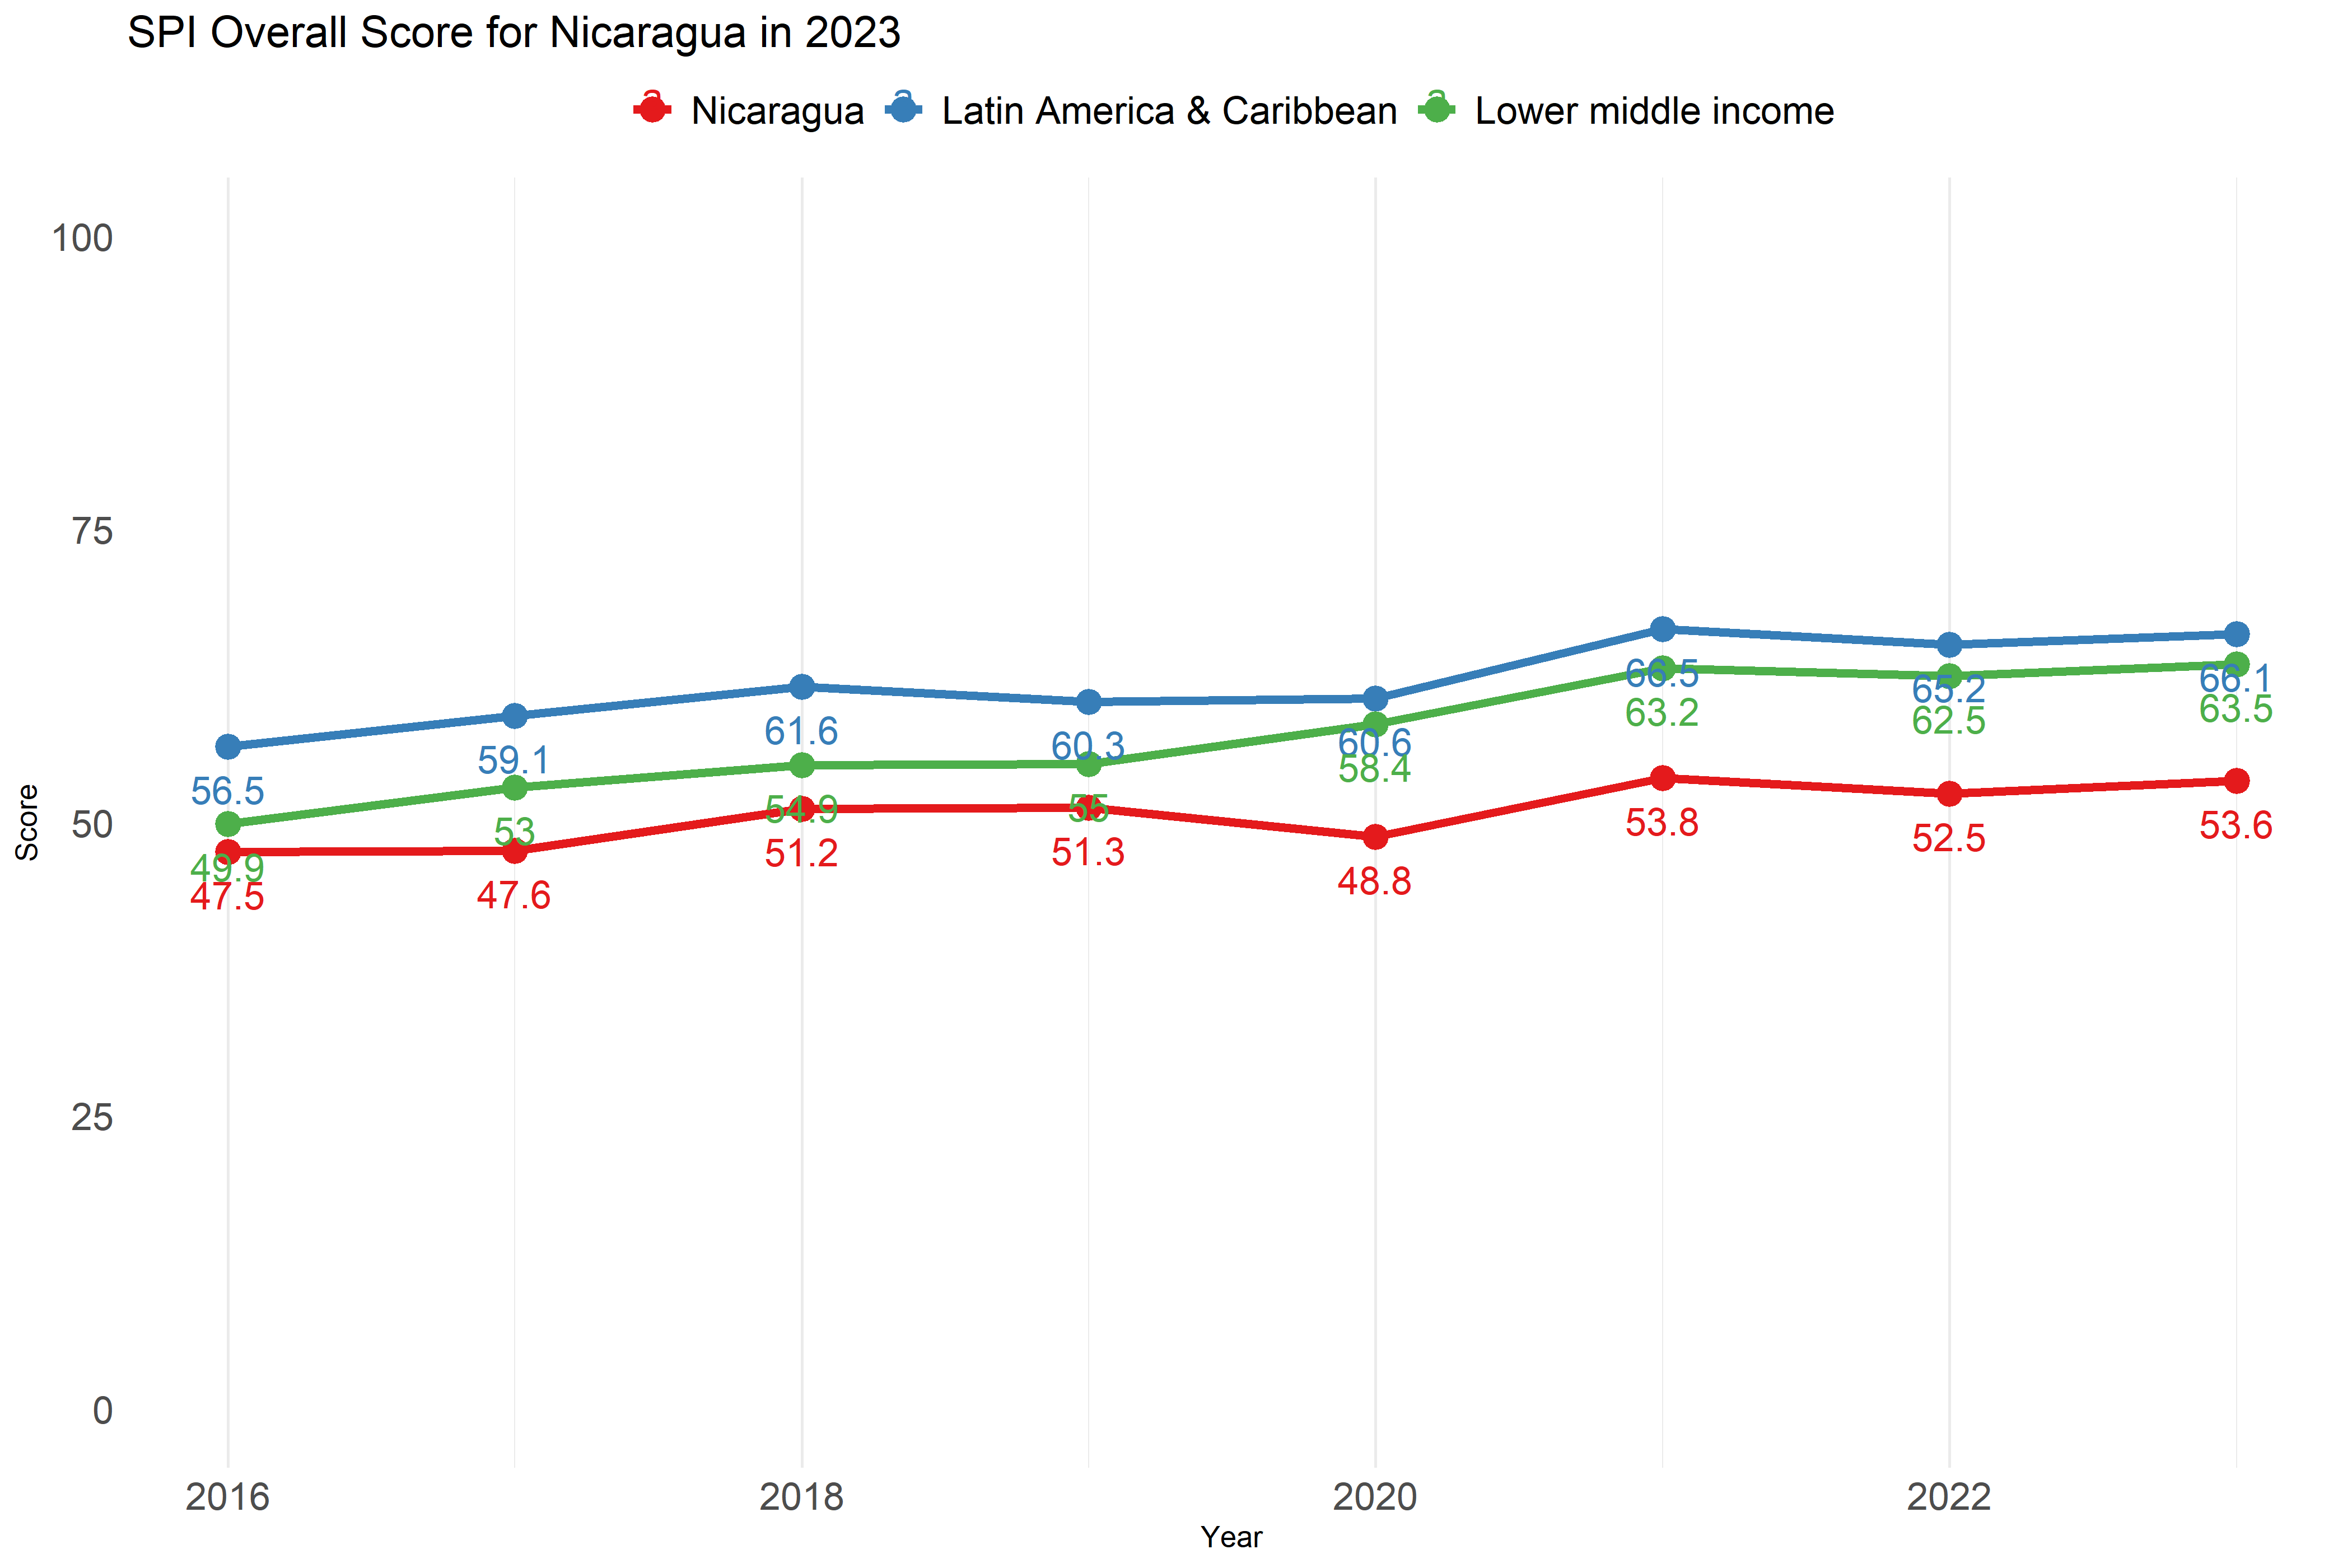 SPI Overall Score for Nicaragua in 2023
Nicaragua Latin America & Caribbean Lower middle income
100
75
50
25
0
Score
56.5 59.1 61.6 60.3 60.6 66.5 65.2 66.1
49.9 53 54.9 55 58.4 63.2 62.5 63.5
47.5 47.6 51.2 51.3 48.8 53.8 52.5 53.6
2016 2018 2020 2022
Year